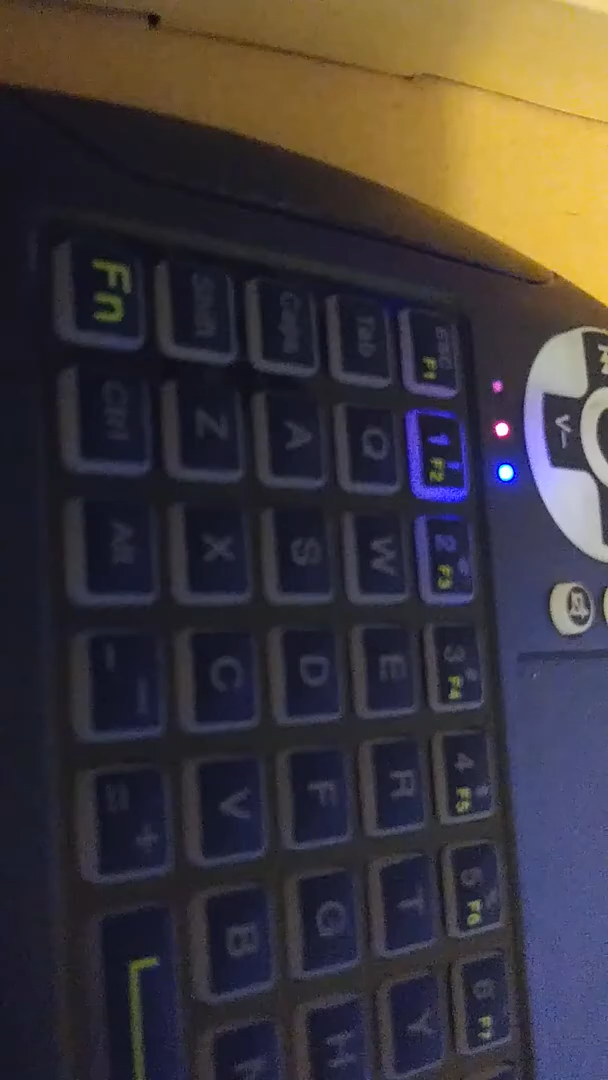 V-
Esc F1 1 ! F2 2 F3 3 # F4 4 F5 5 F6 6 F7
Tab Q W E R T Y
Caps A S D F G H
Shift Z X C V B
Fn Ctrl Alt - _ = +